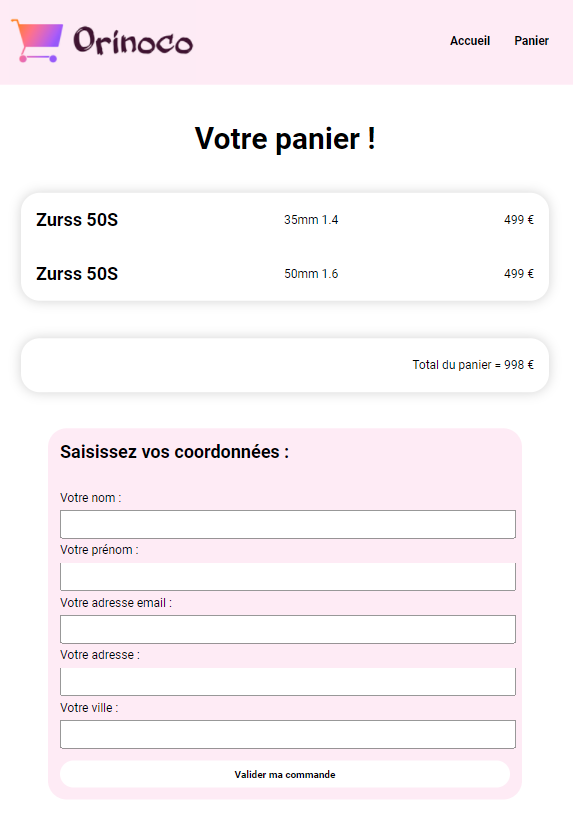 Orinoco
Accueil Panier
Votre panier !
Zurss 50S 35mm 1.4 499 €
Zurss 50S 50mm 1.6 499 €
Total du panier = 998 €
Saisissez vos coordonnées :
Votre nom :
Votre prénom :
Votre adresse email :
Votre adresse :
Votre ville :
Valider ma commande